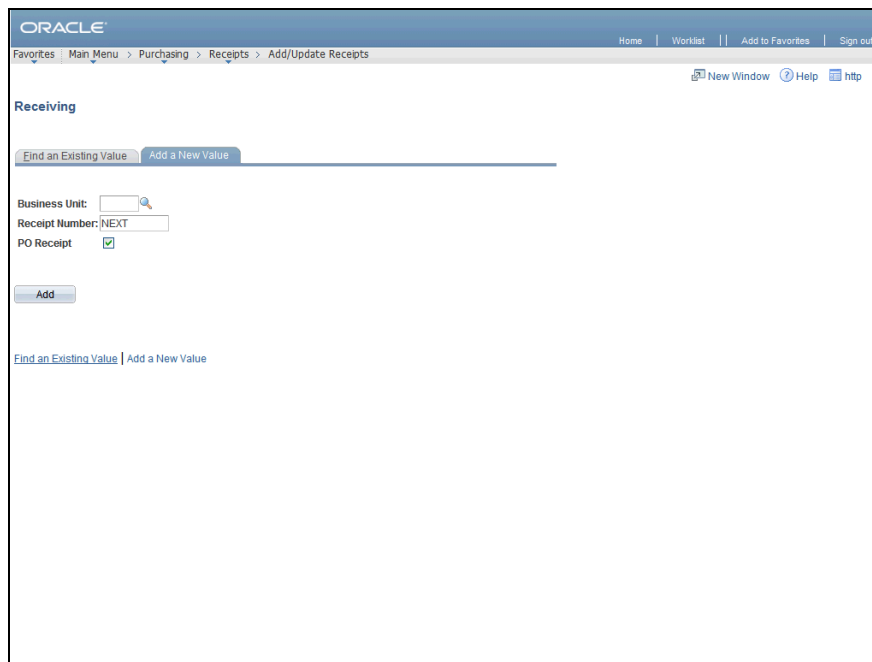 ORACLE
Home | Worklist || Add to Favorites | Sign out
Favorites Main Menu > Purchasing > Receipts > Add/Update Receipts
New Window Help http
Receiving
Find an Existing Value Add a New Value
Business Unit:
Receipt Number: NEXT
PO Receipt
Add
Find an Existing Value | Add a New Value